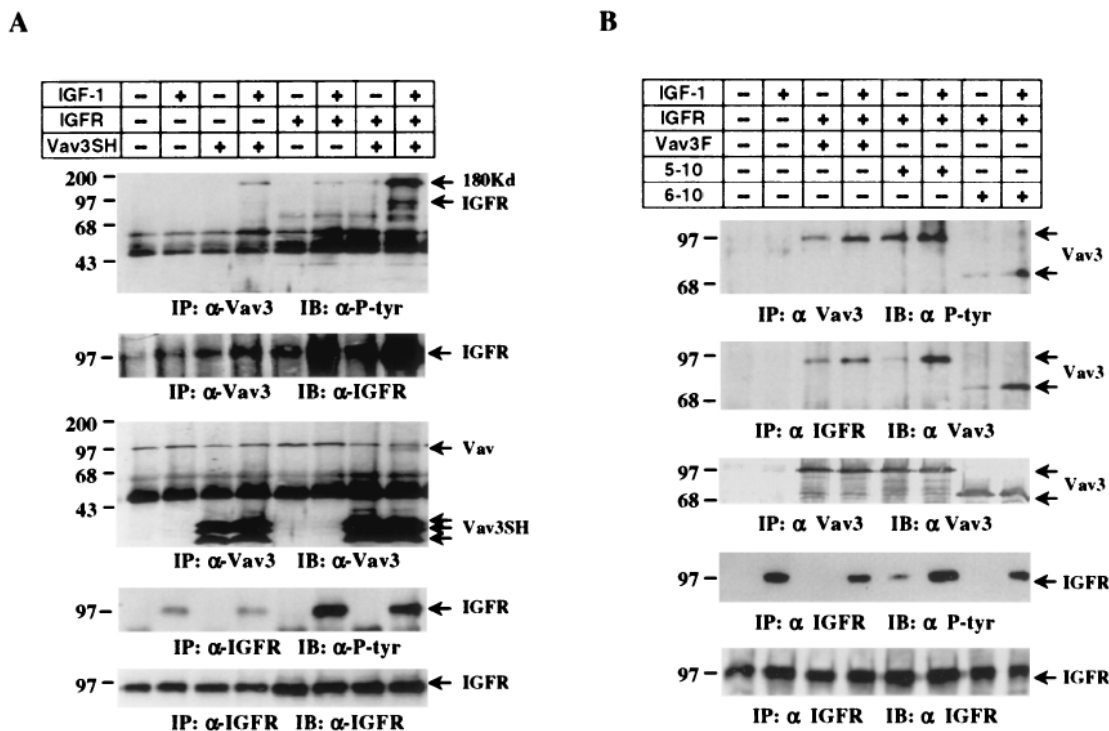 A
IGF-1 − + − + − + − +
IGFR − − − − + + + +
Vav3SH − − + + − − + +
200
97
68
43
180Kd
IGFR
IP: α-Vav3 IB: α-P-tyr
97
IGFR
IP: α-Vav3 IB: α-IGFR
200
97
68
43
Vav
Vav3SH
IP: α-Vav3 IB: α-Vav3
97
IGFR
IP: α-IGFR IB: α-P-tyr
97
IGFR
IP: α-IGFR IB: α-IGFR
B
IGF-1 − + − + − + − +
IGFR − − + + + + + +
Vav3F − − + + − − − −
5-10 − − − − + + − −
6-10 − − − − − − + +
97
68
Vav3
IP: α Vav3 IB: α P-tyr
97
68
Vav3
IP: α IGFR IB: α Vav3
97
68
Vav3
IP: α Vav3 IB: α Vav3
97
IGFR
IP: α IGFR IB: α P-tyr
97
IGFR
IP: α IGFR IB: α IGFR